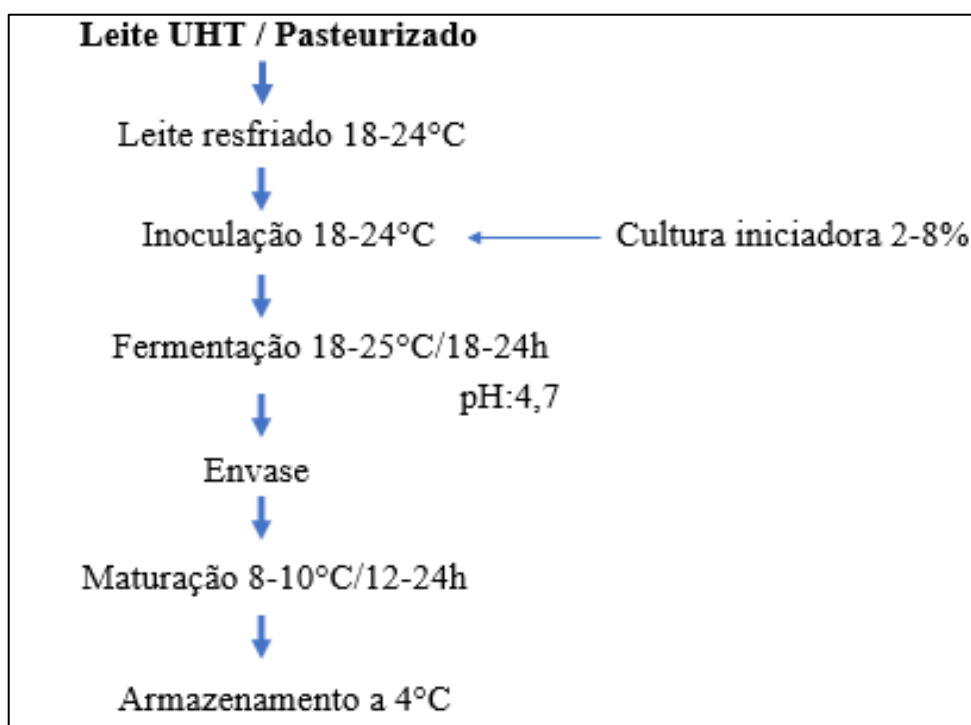 Leite UHT / Pasteurizado
Leite resfriado 18-24°C
Inoculação 18-24°C
Cultura iniciadora 2-8%
Fermentação 18-25°C/18-24h
pH:4,7
Envase
Maturação 8-10°C/12-24h
Armazenamento a 4°C